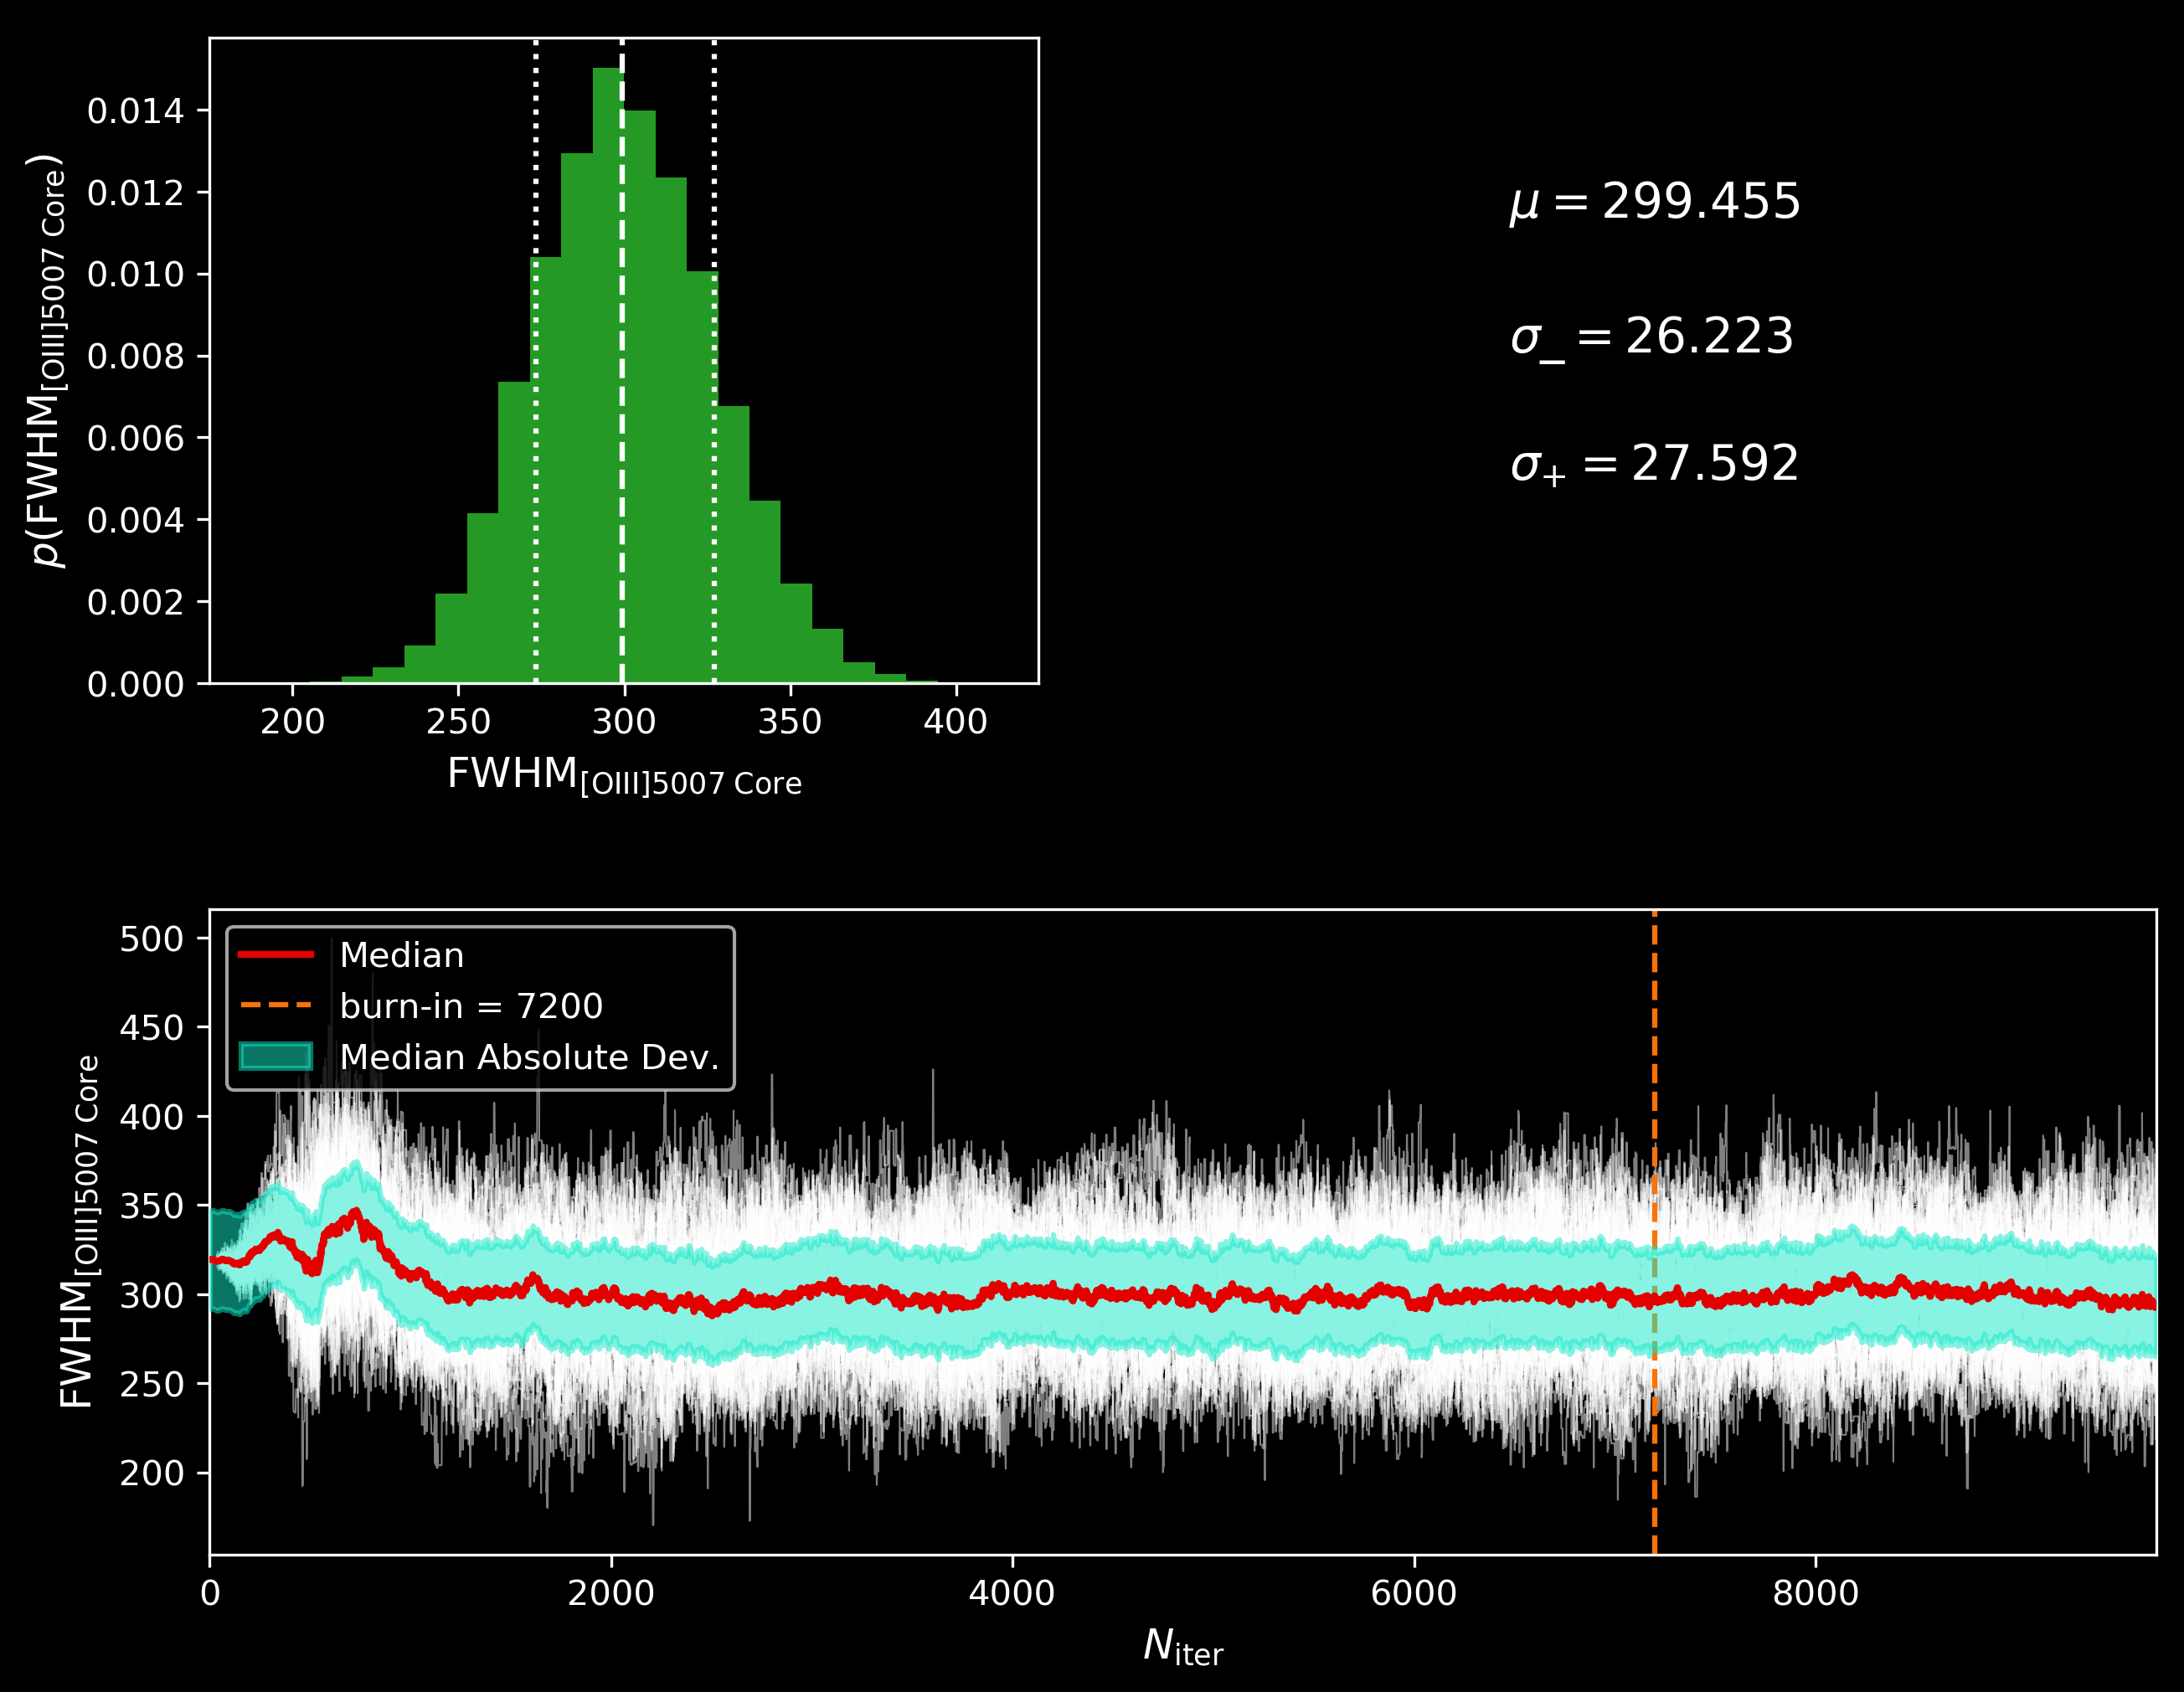 0.014
0.012
0.010
0.008
0.006
0.004
0.002
0.000
p(FWHM[OIII]5007 Core)
200 250 300 350 400
FWHM[OIII]5007 Core
μ = 299.455
σ_ = 26.223
σ+ = 27.592
500
450
400
350
300
250
200
FWHM[OIII]5007 Core
Median
burn-in = 7200
Median Absolute Dev.
0 2000 4000 6000 8000
Niter